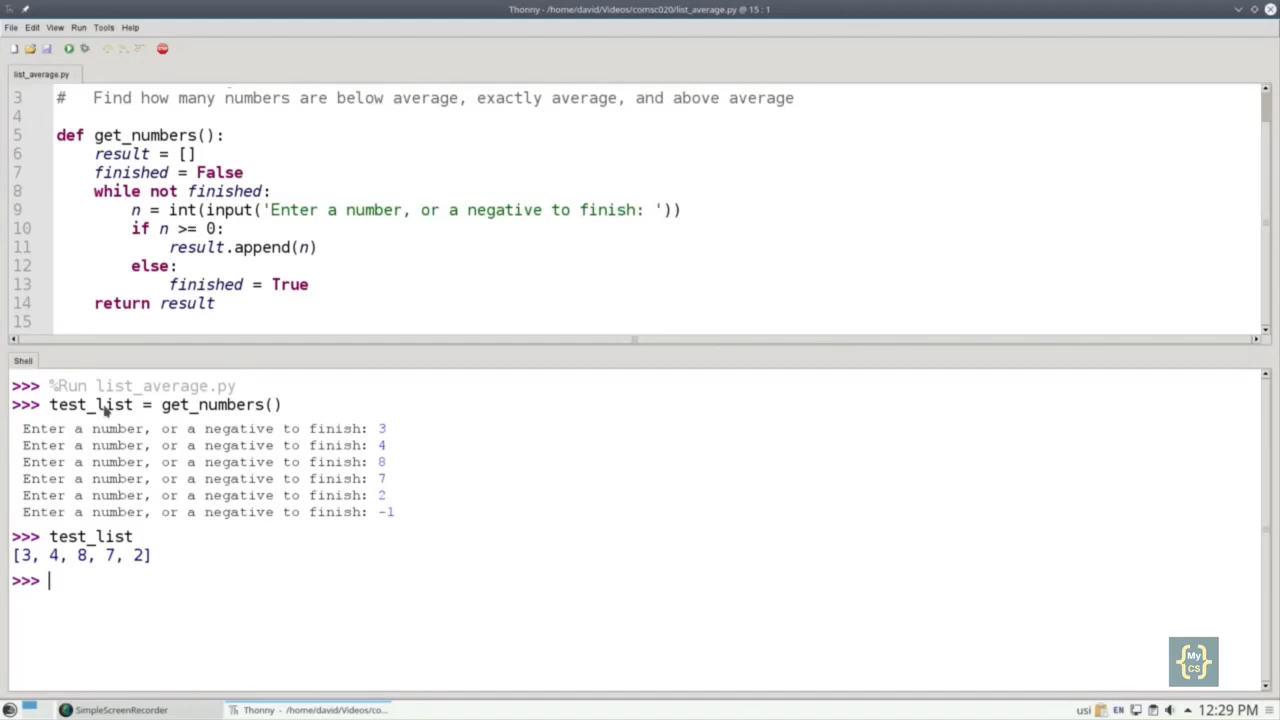 Thonny - /home/david/Videos/comsc020/list_average.py @ 15 : 1
File Edit View Run Tools Help
list_average.py
3 # Find how many numbers are below average, exactly average, and above average
4
5 def get_numbers():
6 result = []
7 finished = False
8 while not finished:
9 n = int(input('Enter a number, or a negative to finish: '))
10 if n >= 0:
11 result.append(n)
12 else:
13 finished = True
14 return result
15
Shell
>>> %Run list_average.py
>>> test_list = get_numbers()
Enter a number, or a negative to finish: 3
Enter a number, or a negative to finish: 4
Enter a number, or a negative to finish: 8
Enter a number, or a negative to finish: 7
Enter a number, or a negative to finish: 2
Enter a number, or a negative to finish: -1
>>> test_list
[3, 4, 8, 7, 2]
>>>
{My CS}
SimpleScreenRecorder Thonny - /home/david/Videos/co... usi EN 12:29 PM